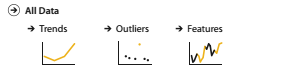 → All Data
→ Trends → Outliers → Features